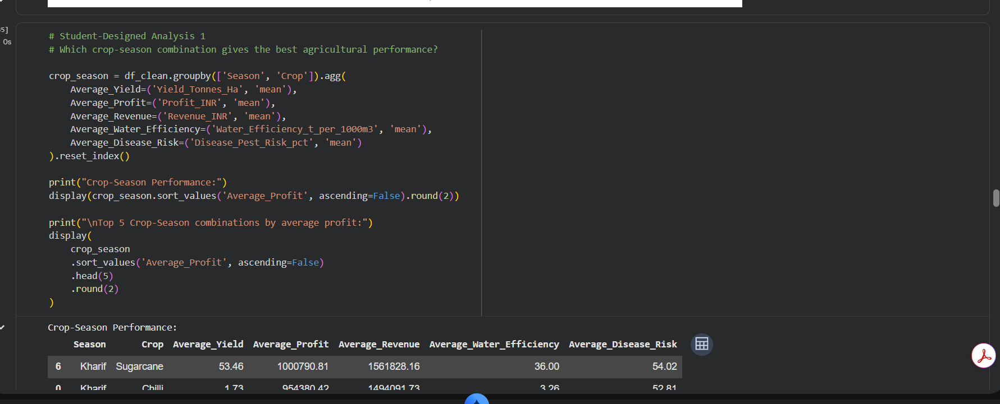 5]
0s
# Student-Designed Analysis 1
# Which crop-season combination gives the best agricultural performance?
crop_season = df_clean.groupby(['Season', 'Crop']).agg(
    Average_Yield=('Yield_Tonnes_Ha', 'mean'),
    Average_Profit=('Profit_INR', 'mean'),
    Average_Revenue=('Revenue_INR', 'mean'),
    Average_Water_Efficiency=('Water_Efficiency_t_per_1000m3', 'mean'),
    Average_Disease_Risk=('Disease_Pest_Risk_pct', 'mean')
).reset_index()
print("Crop-Season Performance:")
display(crop_season.sort_values('Average_Profit', ascending=False).round(2))
print("\nTop 5 Crop-Season combinations by average profit:")
display(
    crop_season
    .sort_values('Average_Profit', ascending=False)
    .head(5)
    .round(2)
)
Crop-Season Performance:
Season Crop Average_Yield Average_Profit Average_Revenue Average_Water_Efficiency Average_Disease_Risk
6 Kharif Sugarcane 53.46 1000790.81 1561828.16 36.00 54.02
0 Kharif Chilli 1.73 954380.42 1494091.73 3.26 52.81